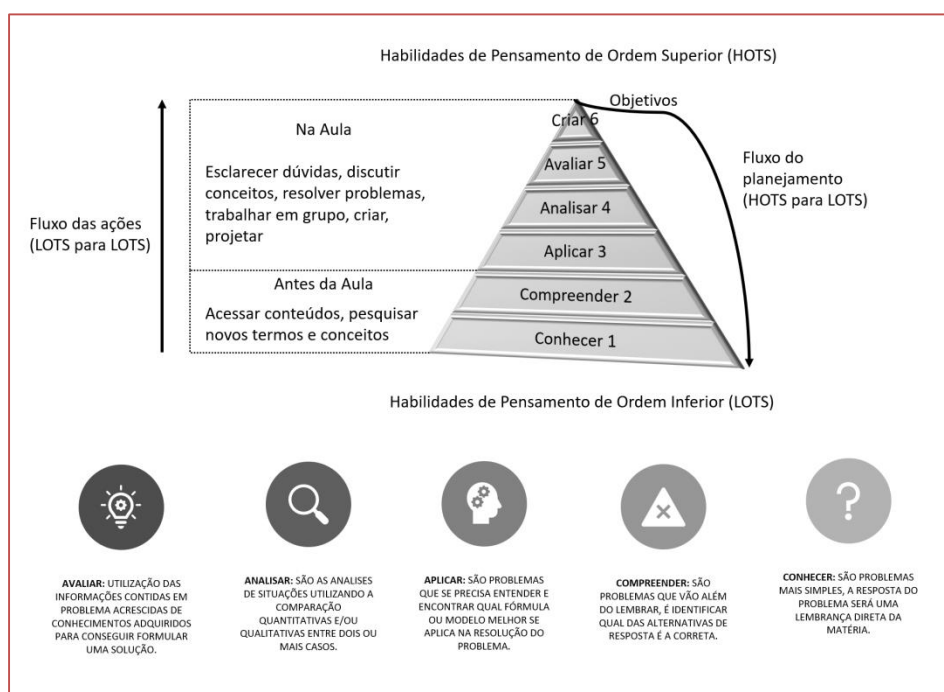 Habilidades de Pensamento de Ordem Superior (HOTS)
Objetivos
Na Aula
Esclarecer dúvidas, discutir
conceitos, resolver problemas,
trabalhar em grupo, criar,
projetar
Fluxo das ações
(LOTS para LOTS)
Antes da Aula
Acessar conteúdos, pesquisar
novos termos e conceitos
Criar 6
Avaliar 5
Analisar 4
Aplicar 3
Compreender 2
Conhecer 1
Fluxo do
planejamento
(HOTS para LOTS)
Habilidades de Pensamento de Ordem Inferior (LOTS)
AVALIAR: UTILIZAÇÃO DAS
INFORMAÇÕES CONTIDAS EM
PROBLEMA ACRESCIDAS DE
CONHECIMENTOS ADQUIRIDOS
PARA CONSEGUIR FORMULAR
UMA SOLUÇÃO.
ANALISAR: SÃO AS ANALISES
DE SITUAÇÕES UTILIZANDO A
COMPARAÇÃO
QUANTITATIVAS E/OU
QUALITATIVAS ENTRE DOIS OU
MAIS CASOS.
APLICAR: SÃO PROBLEMAS
QUE SE PRECISA ENTENDER E
ENCONTRAR QUAL FÓRMULA
OU MODELO MELHOR SE
APLICA NA RESOLUÇÃO DO
PROBLEMA.
COMPREENDER: SÃO
PROBLEMAS QUE VÃO ALÉM
DO LEMBRAR, É IDENTIFICAR
QUAL DAS ALTERNATIVAS DE
RESPOSTA É A CORRETA.
CONHECER: SÃO PROBLEMAS
MAIS SIMPLES, A RESPOSTA DO
PROBLEMA SERÁ UMA
LEMBRANÇA DIRETA DA
MATÉRIA.